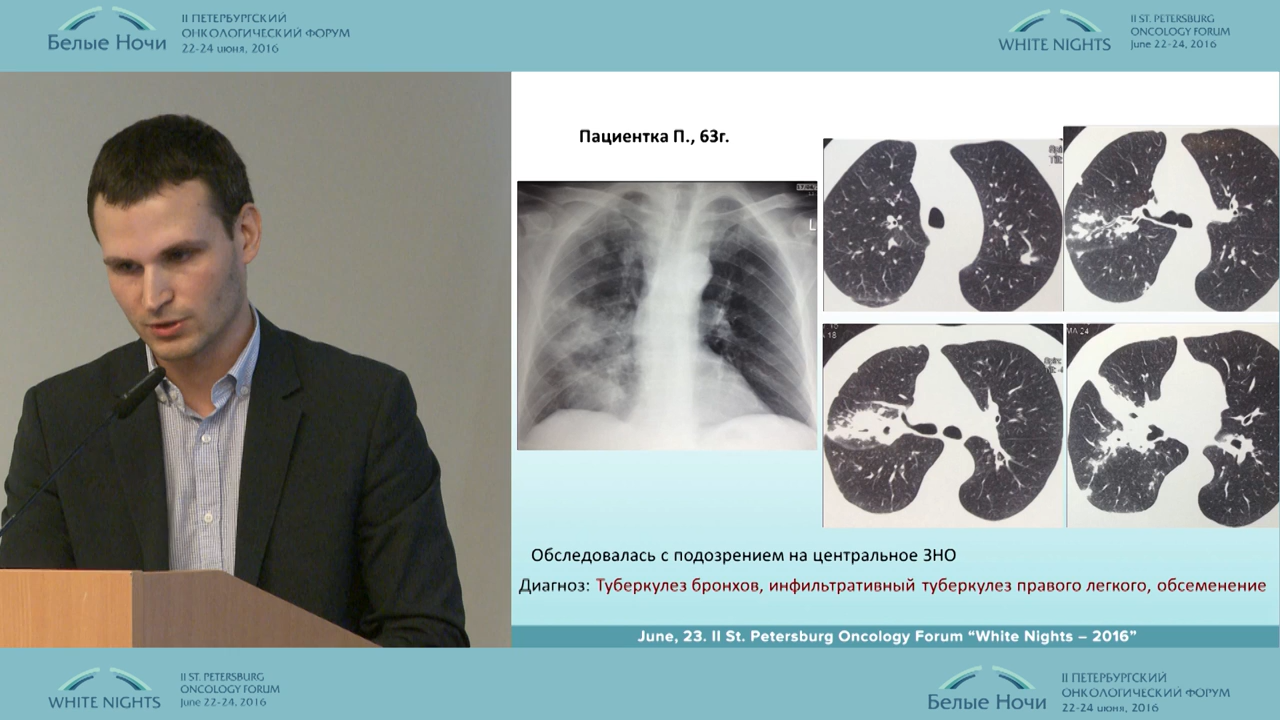 Белые Ночи
II ПЕТЕРБУРГСКИЙ
ОНКОЛОГИЧЕСКИЙ ФОРУМ
22-24 июня, 2016
WHITE NIGHTS
II ST. PETERSBURG
ONCOLOGY FORUM
June 22-24, 2016
Пациентка П., 63г.
L
18
MA 24
Обследовалась с подозрением на центральное ЗНО
Диагноз: Туберкулез бронхов, инфильтративный туберкулез правого легкого, обсеменение
June, 23. II St. Petersburg Oncology Forum “White Nights – 2016”
WHITE NIGHTS
II ST. PETERSBURG
ONCOLOGY FORUM
June 22-24, 2016
Белые Ночи
II ПЕТЕРБУРГСКИЙ
ОНКОЛОГИЧЕСКИЙ ФОРУМ
22-24 июня, 2016